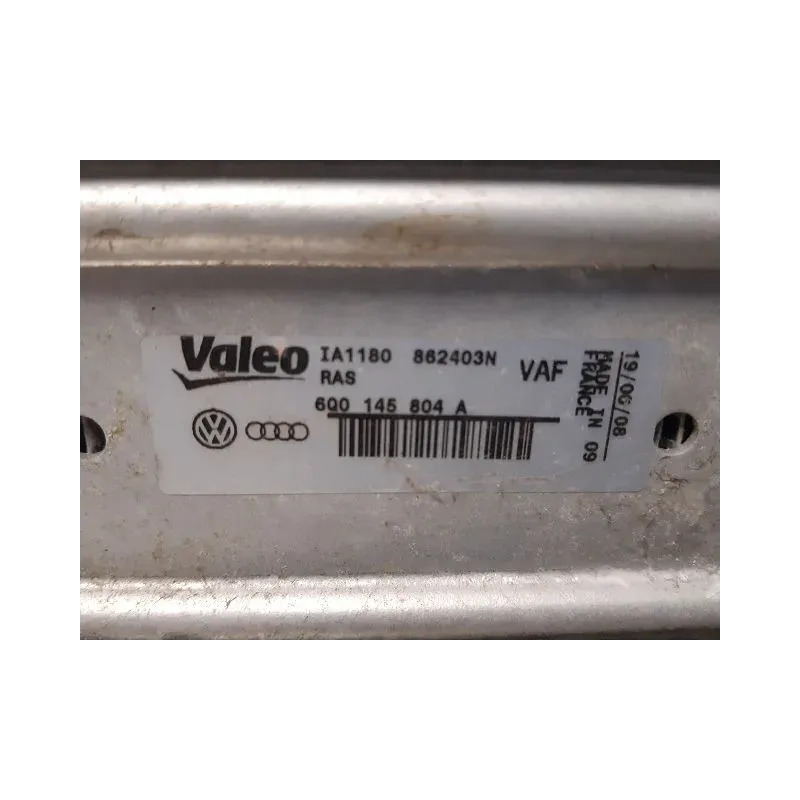 Valeo IA1180 862403N VAF
RAS
6Q0 145 804 A
19/06/08
MADE IN
FRANCE 09